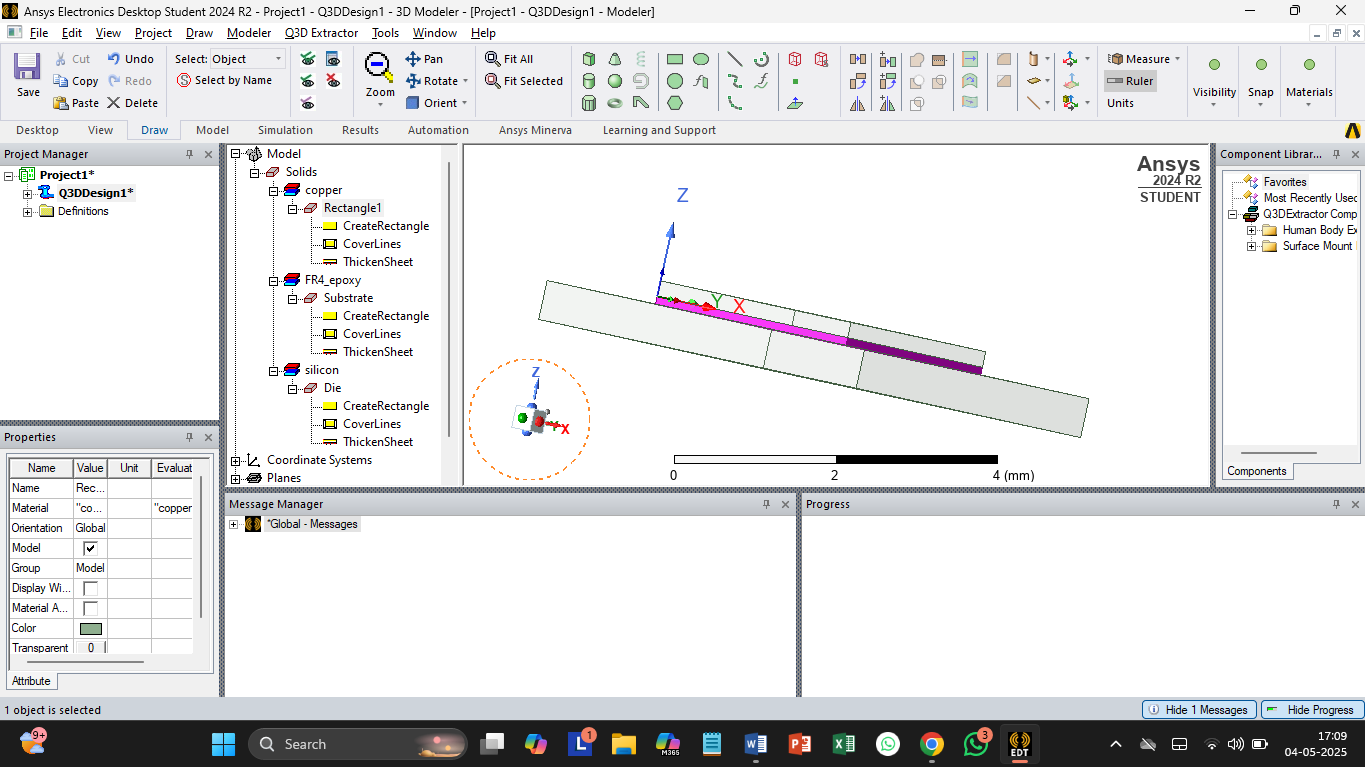 Ansys Electronics Desktop Student 2024 R2 - Project1 - Q3DDesign1 - 3D Modeler - [Project1 - Q3DDesign1 - Modeler]
File Edit View Project Draw Modeler Q3D Extractor Tools Window Help
Save
Cut
Copy
Paste
Undo
Redo
Delete
Select: Object
Select by Name
Zoom
Pan
Rotate
Orient
Fit All
Fit Selected
Measure
Ruler
Units
Visibility
Snap
Materials
Desktop View Draw Model Simulation Results Automation Ansys Minerva Learning and Support
Project Manager
Project1*
Q3DDesign1*
Definitions
Model
Solids
copper
Rectangle1
CreateRectangle
CoverLines
ThickenSheet
FR4_epoxy
Substrate
CreateRectangle
CoverLines
ThickenSheet
silicon
Die
CreateRectangle
CoverLines
ThickenSheet
Coordinate Systems
Planes
Ansys
2024 R2
STUDENT
Z
Y
X
Z
Y
X
0 2 4 (mm)
Component Librar...
Favorites
Most Recently Used
Q3DExtractor Comp
Human Body Ex
Surface Mount
Components
Properties
Name Value Unit Evaluat
Name Rec...
Material "co... "copper
Orientation Global
Model
Group Model
Display Wi...
Material A...
Color
Transparent 0
Attribute
Message Manager
*Global - Messages
Progress
1 object is selected
Hide 1 Messages
Hide Progress
9+
Search
L
1
M365
3
EDT
17:09
04-05-2025